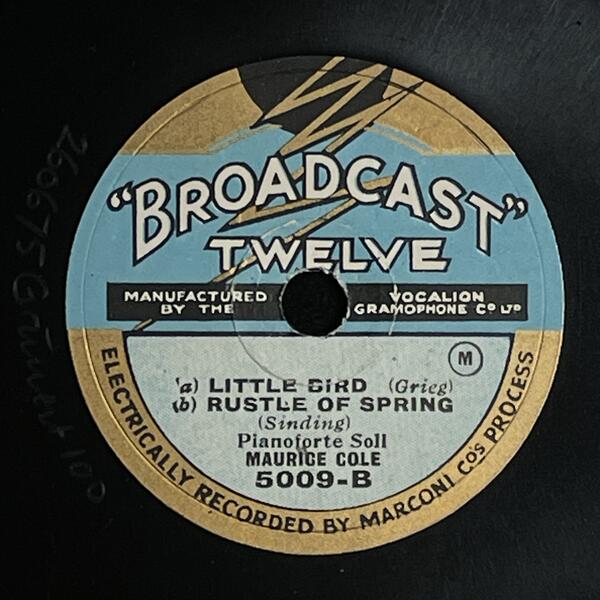 "BROADCAST"
TWELVE
MANUFACTURED
BY THE
VOCALION
GRAMOPHONE Co LTD
M
(a) LITTLE BIRD (Grieg)
(b) RUSTLE OF SPRING
(Sinding)
Pianoforte Soli
MAURICE COLE
5009-B
ELECTRICALLY RECORDED BY MARCONI Co's PROCESS